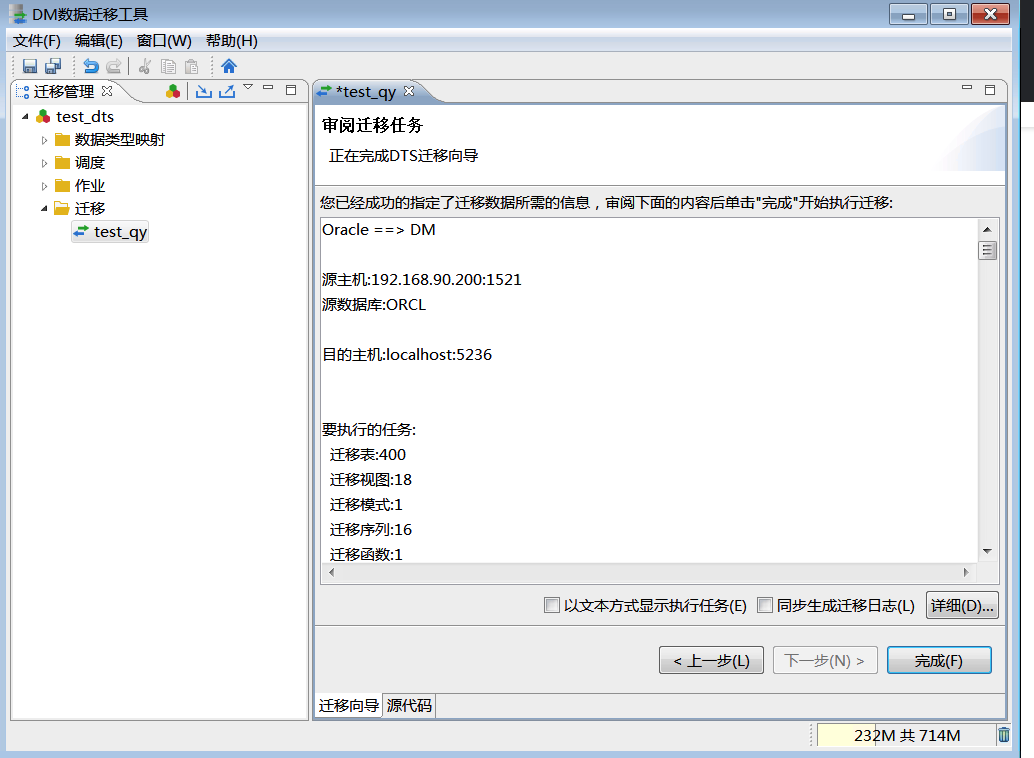 DM数据迁移工具
文件(F) 编辑(E) 窗口(W) 帮助(H)
迁移管理
test_dts
数据类型映射
调度
作业
迁移
test_qy
*test_qy
审阅迁移任务
正在完成DTS迁移向导
您已经成功的指定了迁移数据所需的信息，审阅下面的内容后单击"完成"开始执行迁移:
Oracle ==> DM
源主机:192.168.90.200:1521
源数据库:ORCL
目的主机:localhost:5236
要执行的任务:
迁移表:400
迁移视图:18
迁移模式:1
迁移序列:16
迁移函数:1
以文本方式显示执行任务(E) 同步生成迁移日志(L) 详细(D)...
< 上一步(L) 下一步(N) > 完成(F)
迁移向导 源代码
232M 共 714M